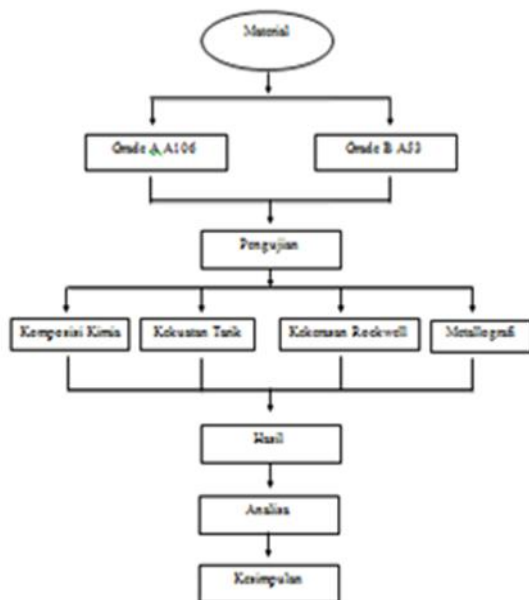 Material
Grade A A106
Grade B A53
Pengujian
Komposisi Kimia
Kekuatan Tarik
Kekerasan Rockwell
Metallografi
Hasil
Analisa
Kesimpulan